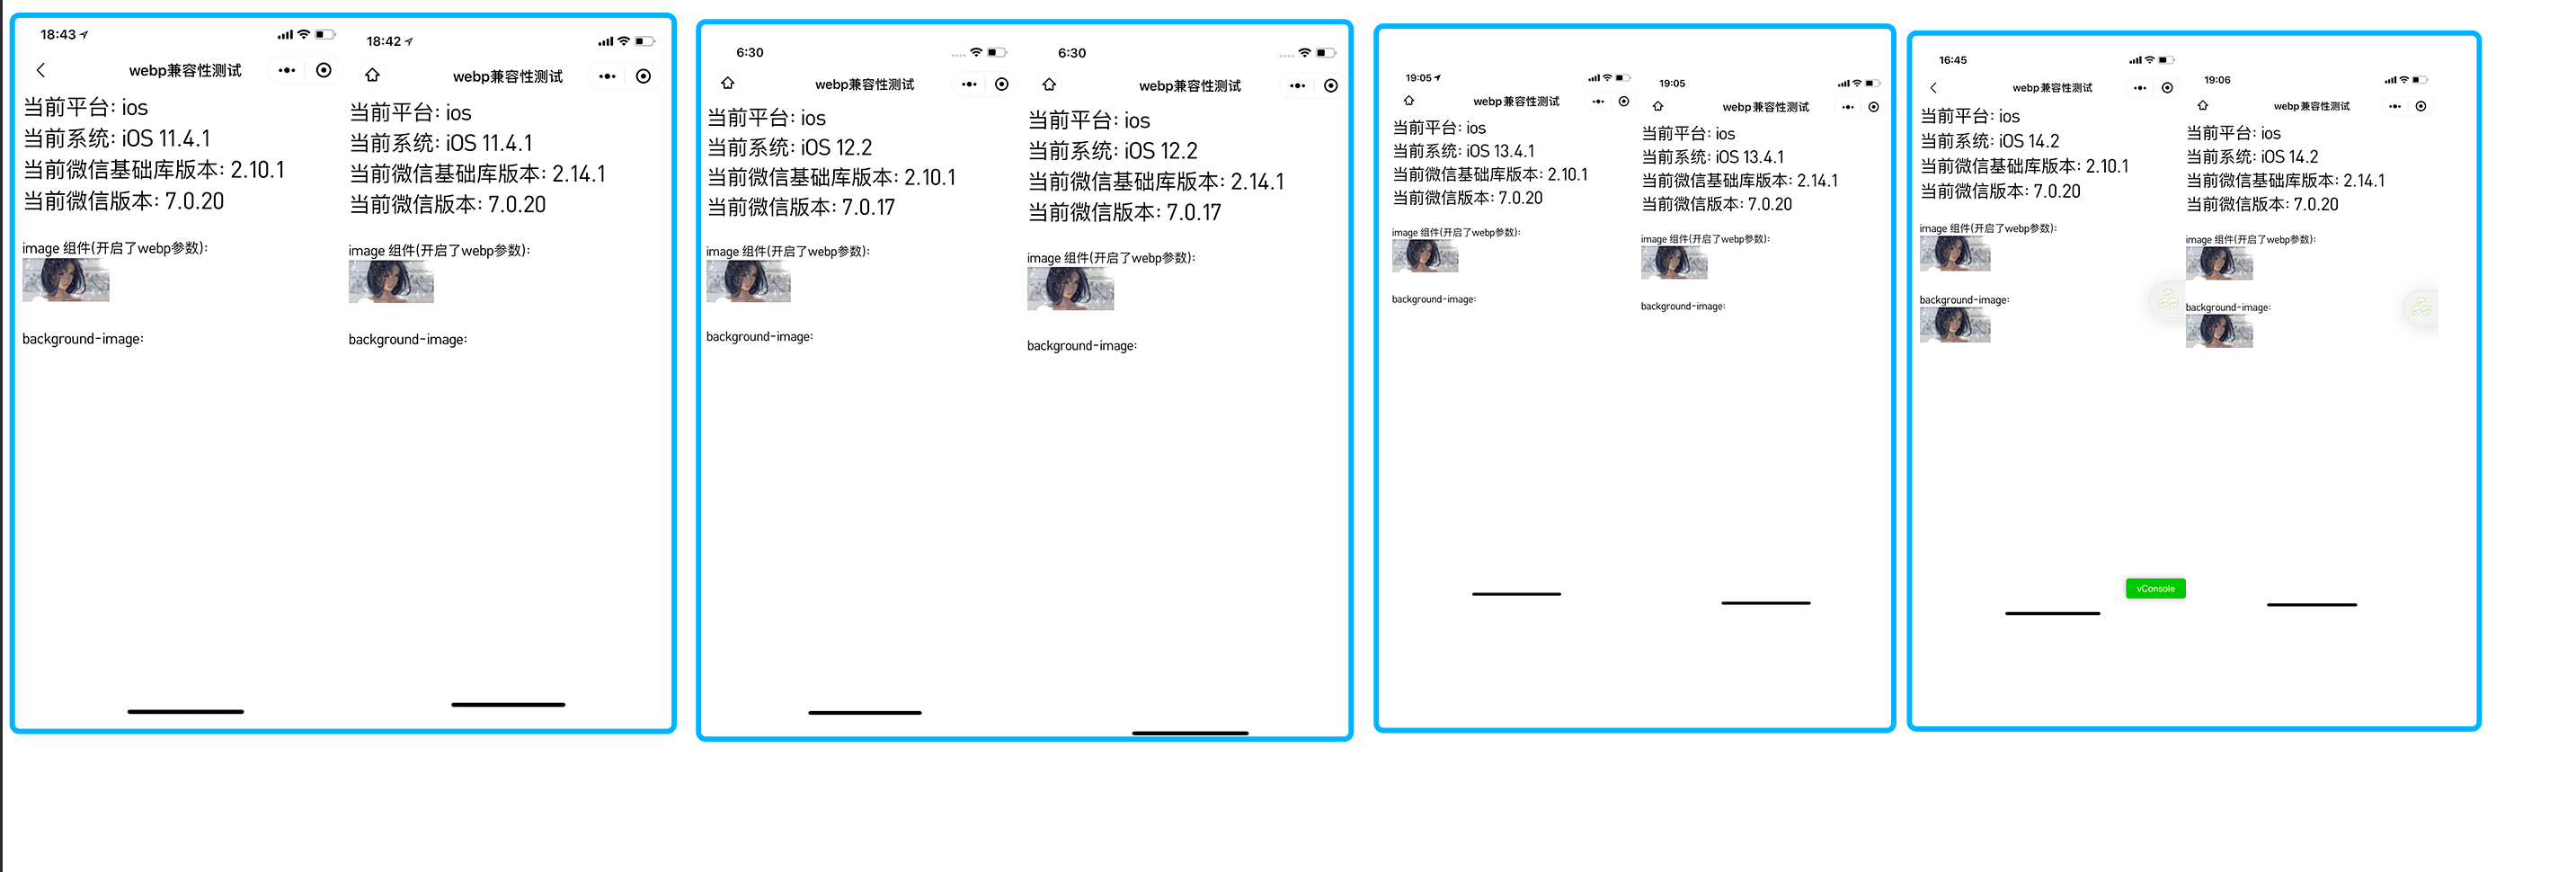 18:43
webp兼容性测试
当前平台: ios
当前系统: iOS 11.4.1
当前微信基础库版本: 2.10.1
当前微信版本: 7.0.20
image 组件(开启了webp参数):
background-image:
18:42
webp兼容性测试
当前平台: ios
当前系统: iOS 11.4.1
当前微信基础库版本: 2.14.1
当前微信版本: 7.0.20
image 组件(开启了webp参数):
background-image:
6:30
webp兼容性测试
当前平台: ios
当前系统: iOS 12.2
当前微信基础库版本: 2.10.1
当前微信版本: 7.0.17
image 组件(开启了webp参数):
background-image:
6:30
webp兼容性测试
当前平台: ios
当前系统: iOS 12.2
当前微信基础库版本: 2.14.1
当前微信版本: 7.0.17
image 组件(开启了webp参数):
background-image:
19:05
webp兼容性测试
当前平台: ios
当前系统: iOS 13.4.1
当前微信基础库版本: 2.10.1
当前微信版本: 7.0.20
image 组件(开启了webp参数):
background-image:
19:05
webp兼容性测试
当前平台: ios
当前系统: iOS 13.4.1
当前微信基础库版本: 2.14.1
当前微信版本: 7.0.20
image 组件(开启了webp参数):
background-image:
16:45
webp兼容性测试
当前平台: ios
当前系统: iOS 14.2
当前微信基础库版本: 2.10.1
当前微信版本: 7.0.20
image 组件(开启了webp参数):
background-image:
vConsole
19:06
webp兼容性测试
当前平台: ios
当前系统: iOS 14.2
当前微信基础库版本: 2.14.1
当前微信版本: 7.0.20
image 组件(开启了webp参数):
background-image: